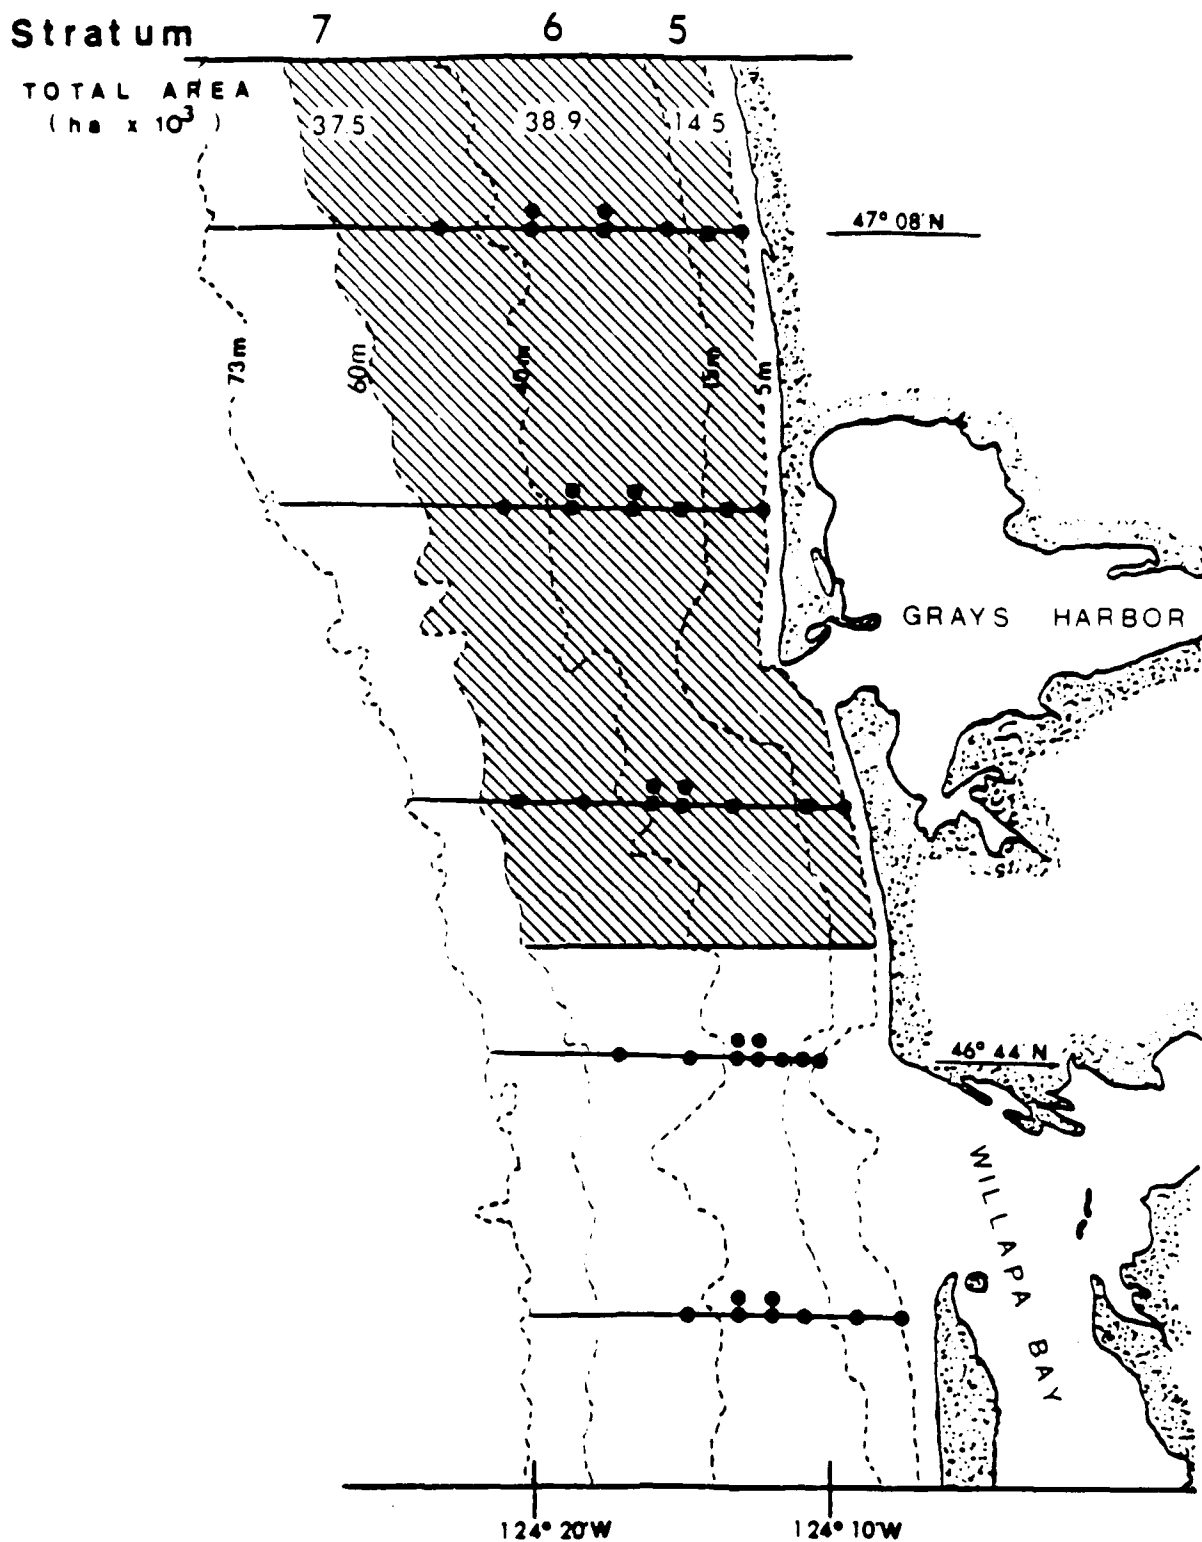 Stratum 7 6 5
TOTAL AREA
(ha x 10³)
37.5 38.9 14.5
47° 08' N
73m 60m 40m 15m 5m
GRAYS HARBOR
46° 44' N
WILLAPA BAY
124° 20'W 124° 10'W